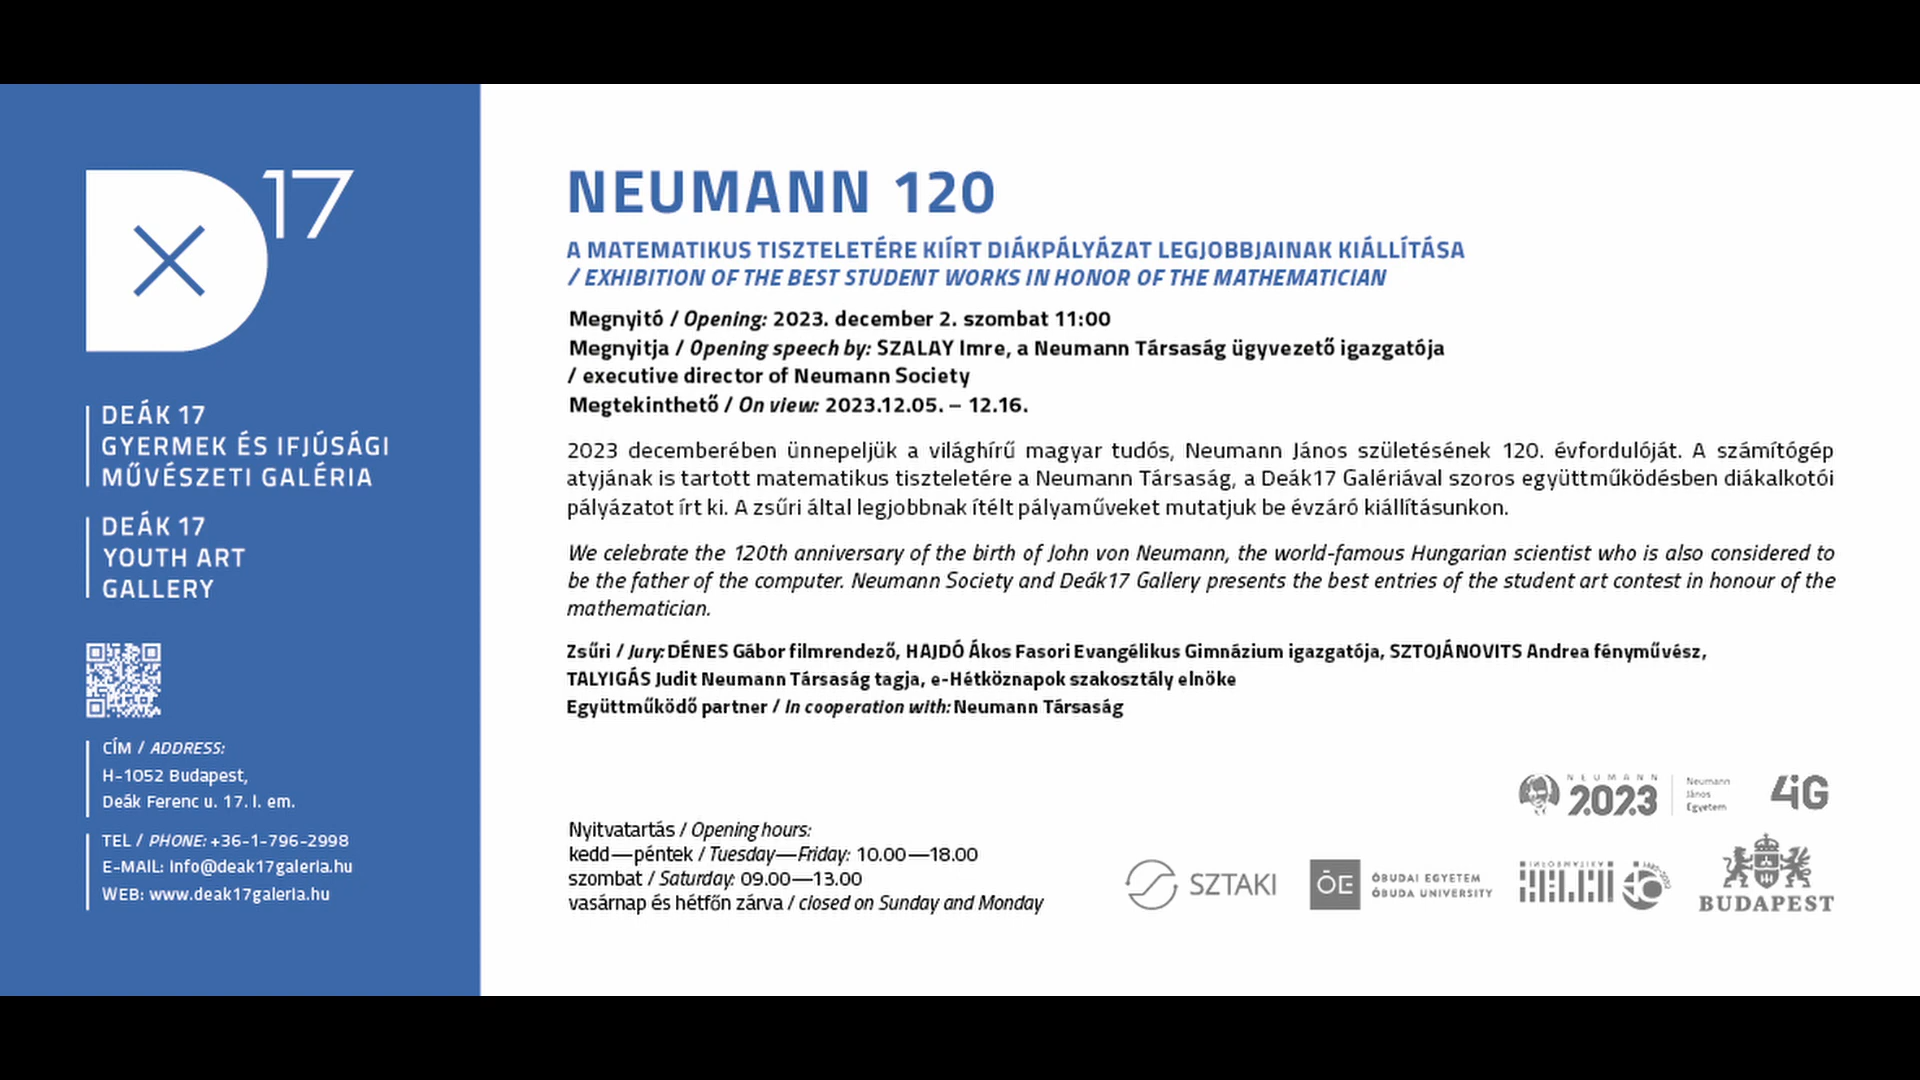 17
DEÁK 17
GYERMEK ÉS IFJÚSÁGI
MŰVÉSZETI GALÉRIA
DEÁK 17
YOUTH ART
GALLERY
CÍM / ADDRESS:
H-1052 Budapest,
Deák Ferenc u. 17. I. em.
TEL / PHONE: +36-1-796-2998
E-MAIL: info@deak17galeria.hu
WEB: www.deak17galeria.hu
NEUMANN 120
A MATEMATIKUS TISZTELETÉRE KIÍRT DIÁKPÁLYÁZAT LEGJOBBJAINAK KIÁLLÍTÁSA
/ EXHIBITION OF THE BEST STUDENT WORKS IN HONOR OF THE MATHEMATICIAN
Megnyitó / Opening: 2023. december 2. szombat 11:00
Megnyitja / Opening speech by: SZALAY Imre, a Neumann Társaság ügyvezető igazgatója
/ executive director of Neumann Society
Megtekinthető / On view: 2023.12.05. – 12.16.
2023 decemberében ünnepeljük a világhírű magyar tudós, Neumann János születésének 120. évfordulóját. A számítógép
atyjának is tartott matematikus tiszteletére a Neumann Társaság, a Deák17 Galériával szoros együttműködésben diákalkotói
pályázatot írt ki. A zsűri által legjobbnak ítélt pályaműveket mutatjuk be évzáró kiállításunkon.
We celebrate the 120th anniversary of the birth of John von Neumann, the world-famous Hungarian scientist who is also considered to
be the father of the computer. Neumann Society and Deák17 Gallery presents the best entries of the student art contest in honour of the
mathematician.
Zsűri / Jury: DÉNES Gábor filmrendező, HAJDÓ Ákos Fasori Evangélikus Gimnázium igazgatója, SZTOJÁNOVITS Andrea fényművész,
TALYIGÁS Judit Neumann Társaság tagja, e-Hétköznapok szakosztály elnöke
Együttműködő partner / In cooperation with: Neumann Társaság
Nyitvatartás / Opening hours:
kedd—péntek / Tuesday—Friday: 10.00—18.00
szombat / Saturday: 09.00—13.00
vasárnap és hétfőn zárva / closed on Sunday and Monday
NEUMANN
2023
Neumann
János
Egyetem
4iG
SZTAKI
ÓE
ÓBUDAI EGYETEM
ÓBUDA UNIVERSITY
BUDAPEST